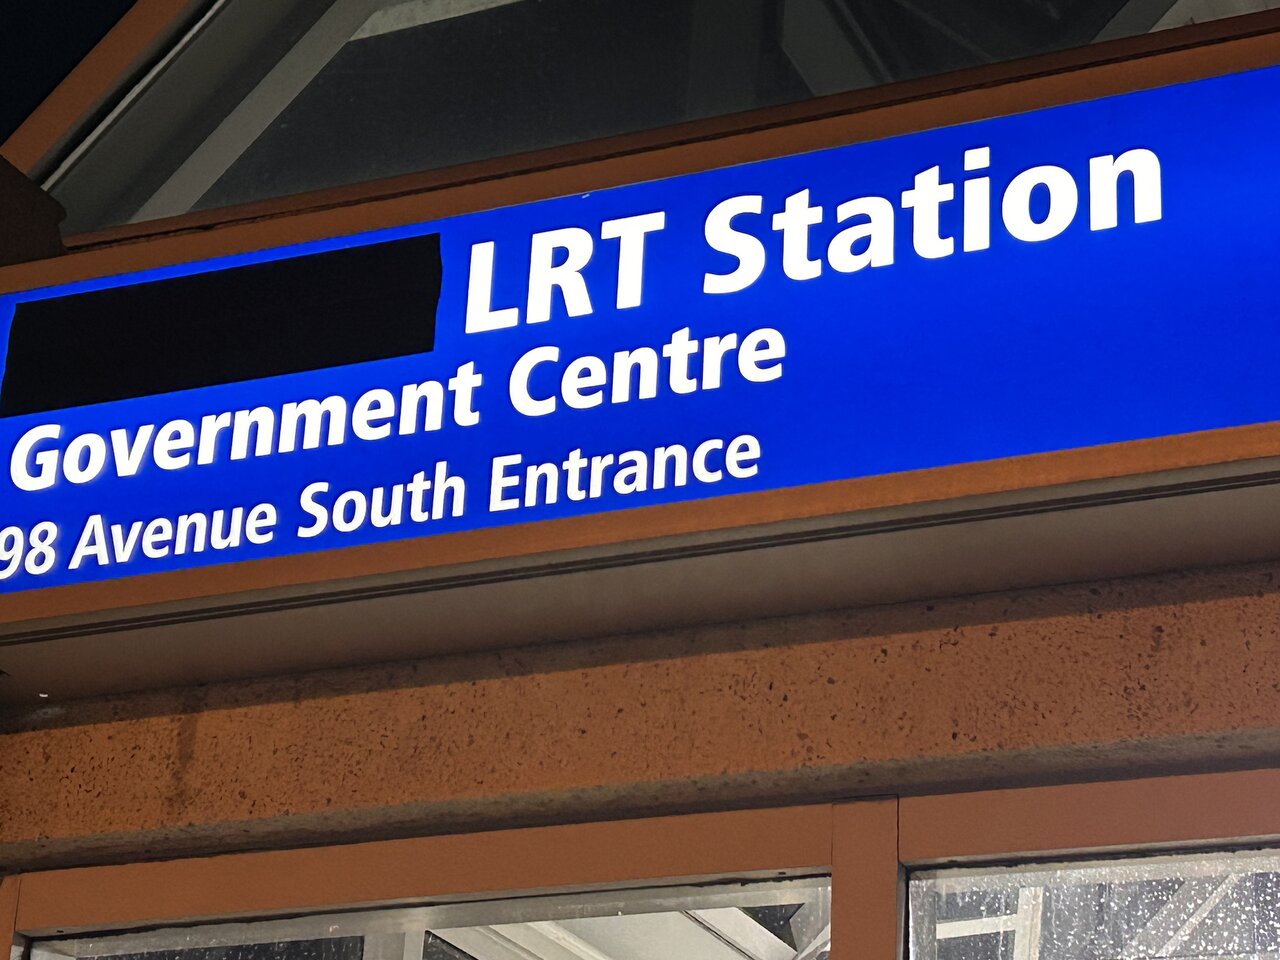 LRT Station
Government Centre
98 Avenue South Entrance